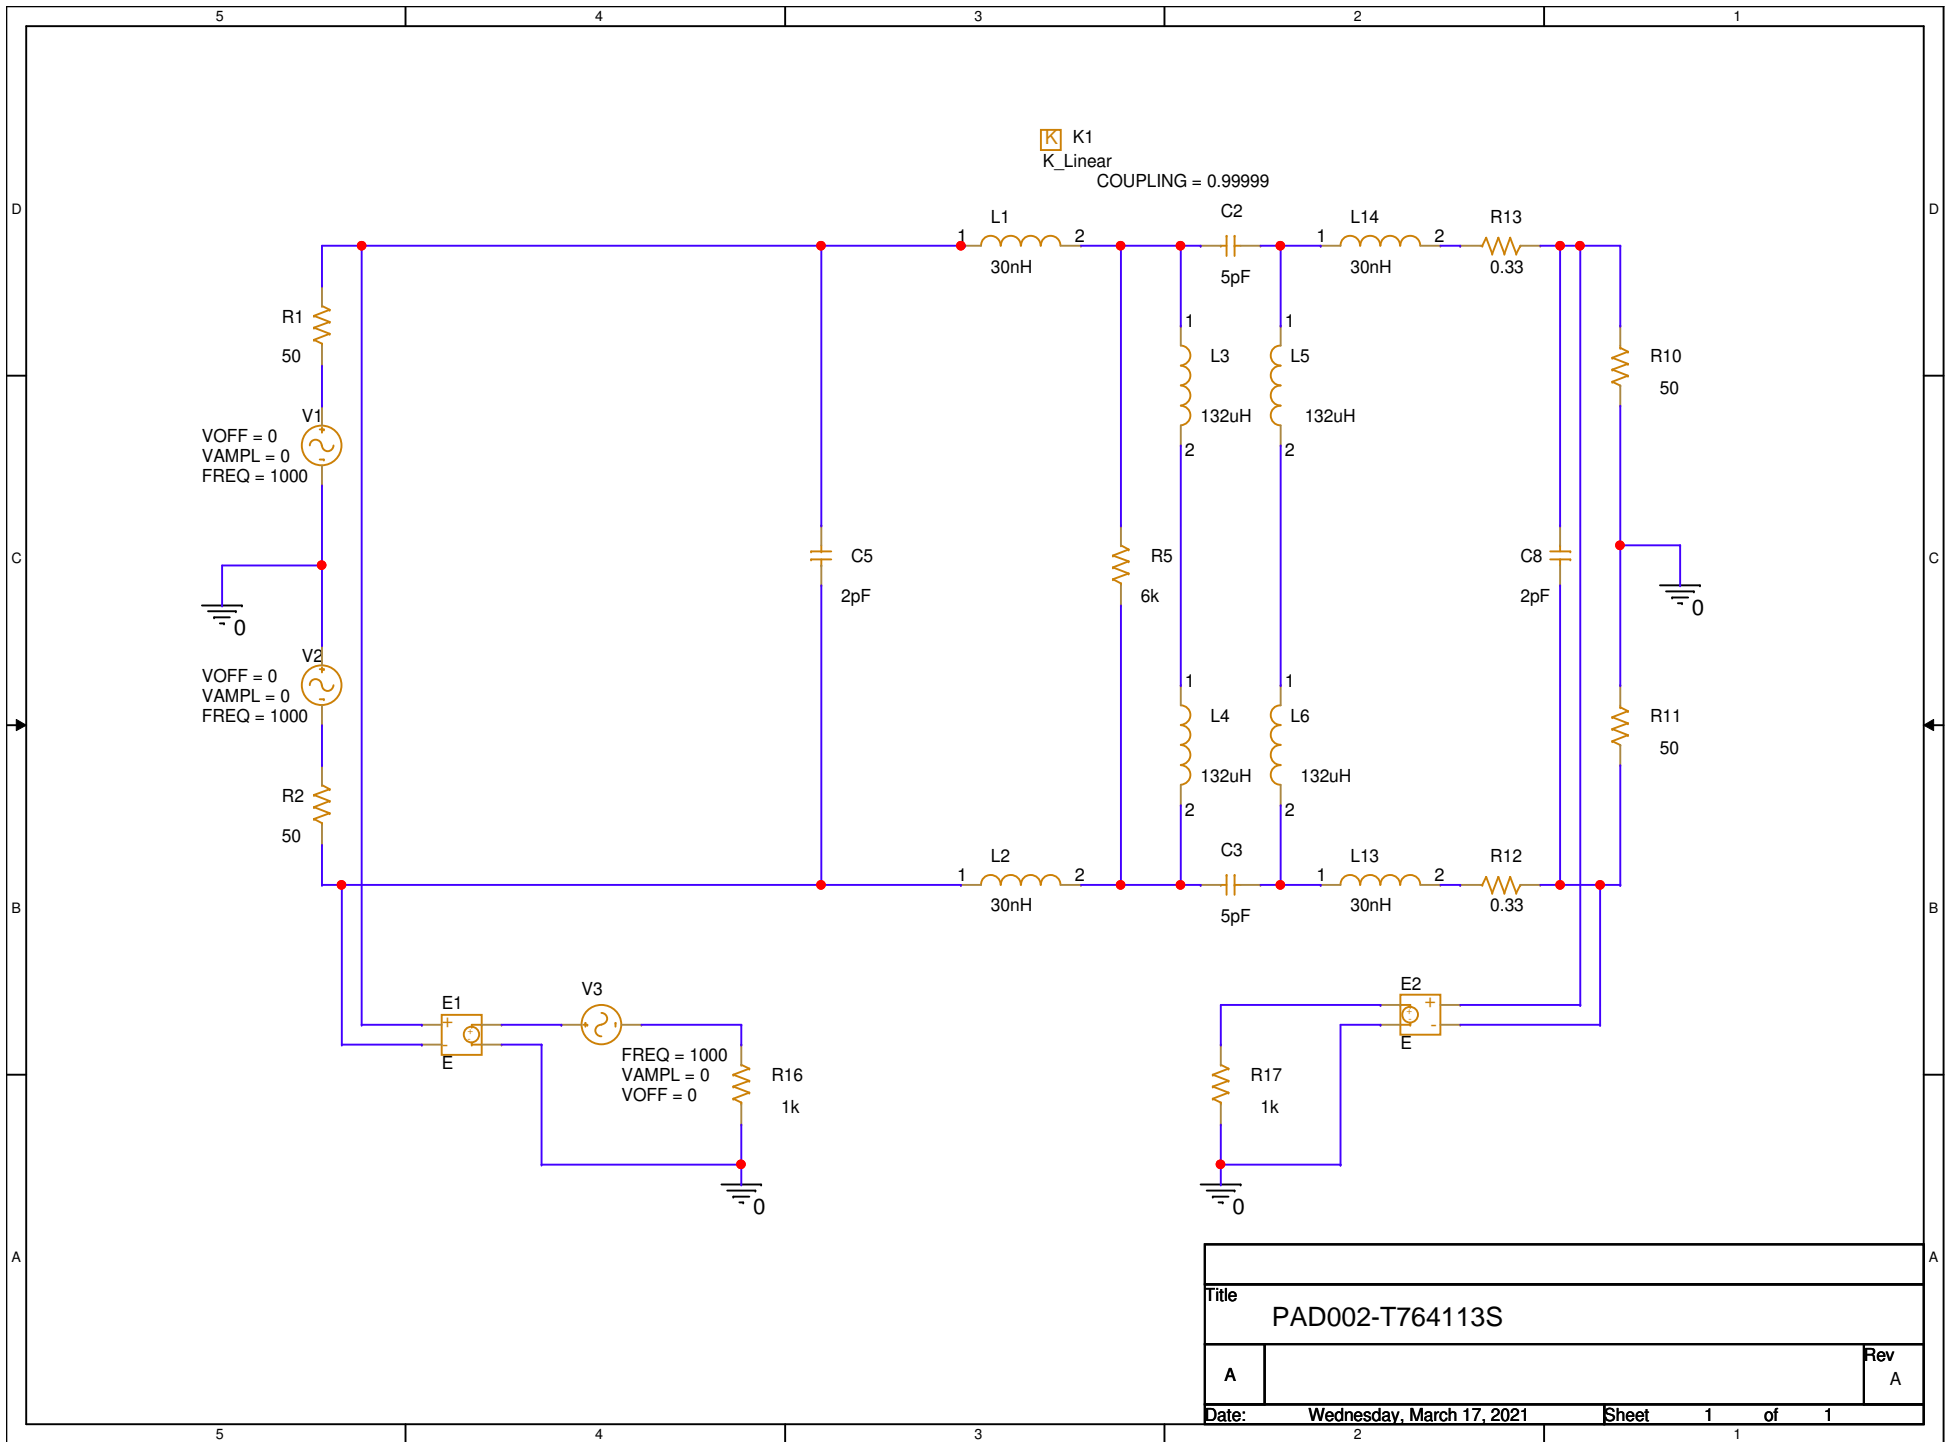 5 4 3 2 1
K K1
K_Linear
COUPLING = 0.99999
D D
L1 C2 L14 R13
1 2 1 2
30nH 5pF 30nH 0.33
R1 1 1
50 L3 L5 R10
50
V1 132uH 132uH
VOFF = 0
VAMPL = 0
FREQ = 1000
2 2
C C5 R5 C8 C
2pF 6k 2pF
0 0
V2
VOFF = 0
VAMPL = 0
FREQ = 1000
1 1
L4 L6 R11
50
132uH 132uH
R2 2 2
50
L2 C3 L13 R12
1 2 1 2
30nH 5pF 30nH 0.33
B B
E1 V3 E2
+ - + -
E E
FREQ = 1000
VAMPL = 0
VOFF = 0
R16 R17
1k 1k
0 0
A A
Title
PAD002-T764113S
A
Rev
A
Date: Wednesday, March 17, 2021 Sheet 1 of 1
5 4 3 2 1